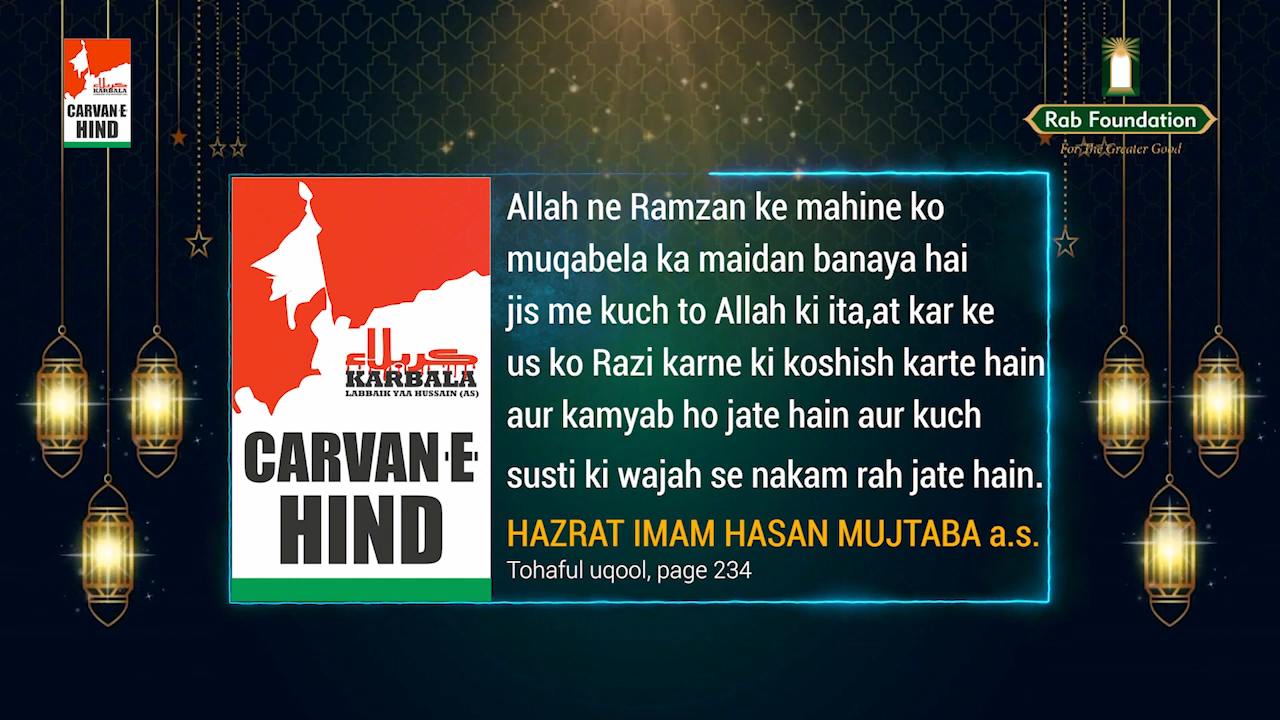 كربلاء
KARBALA
CARVAN-E-
HIND
Rab Foundation
For The Greater Good
Allah ne Ramzan ke mahine ko
muqabela ka maidan banaya hai
jis me kuch to Allah ki ita,at kar ke
us ko Razi karne ki koshish karte hain
aur kamyab ho jate hain aur kuch
susti ki wajah se nakam rah jate hain.
HAZRAT IMAM HASAN MUJTABA a.s.
Tohaful uqool, page 234
كربلاء
KARBALA
LABBAIK YAA HUSSAIN (AS)
CARVAN-E-
HIND